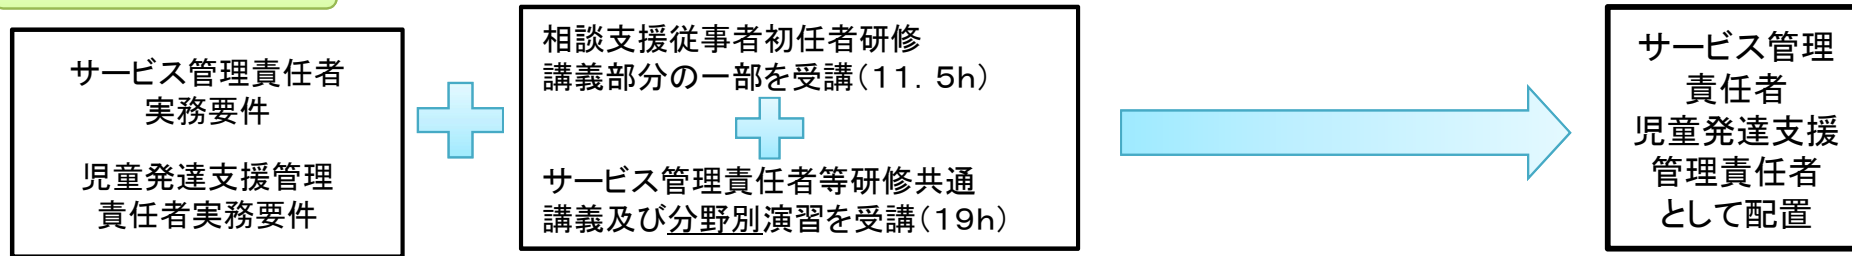 サービス管理責任者
実務要件
児童発達支援管理
責任者実務要件
相談支援従事者初任者研修
講義部分の一部を受講(11.5h)
サービス管理責任者等研修共通
講義及び分野別演習を受講(19h)
サービス管理
責任者
児童発達支援
管理責任者
として配置